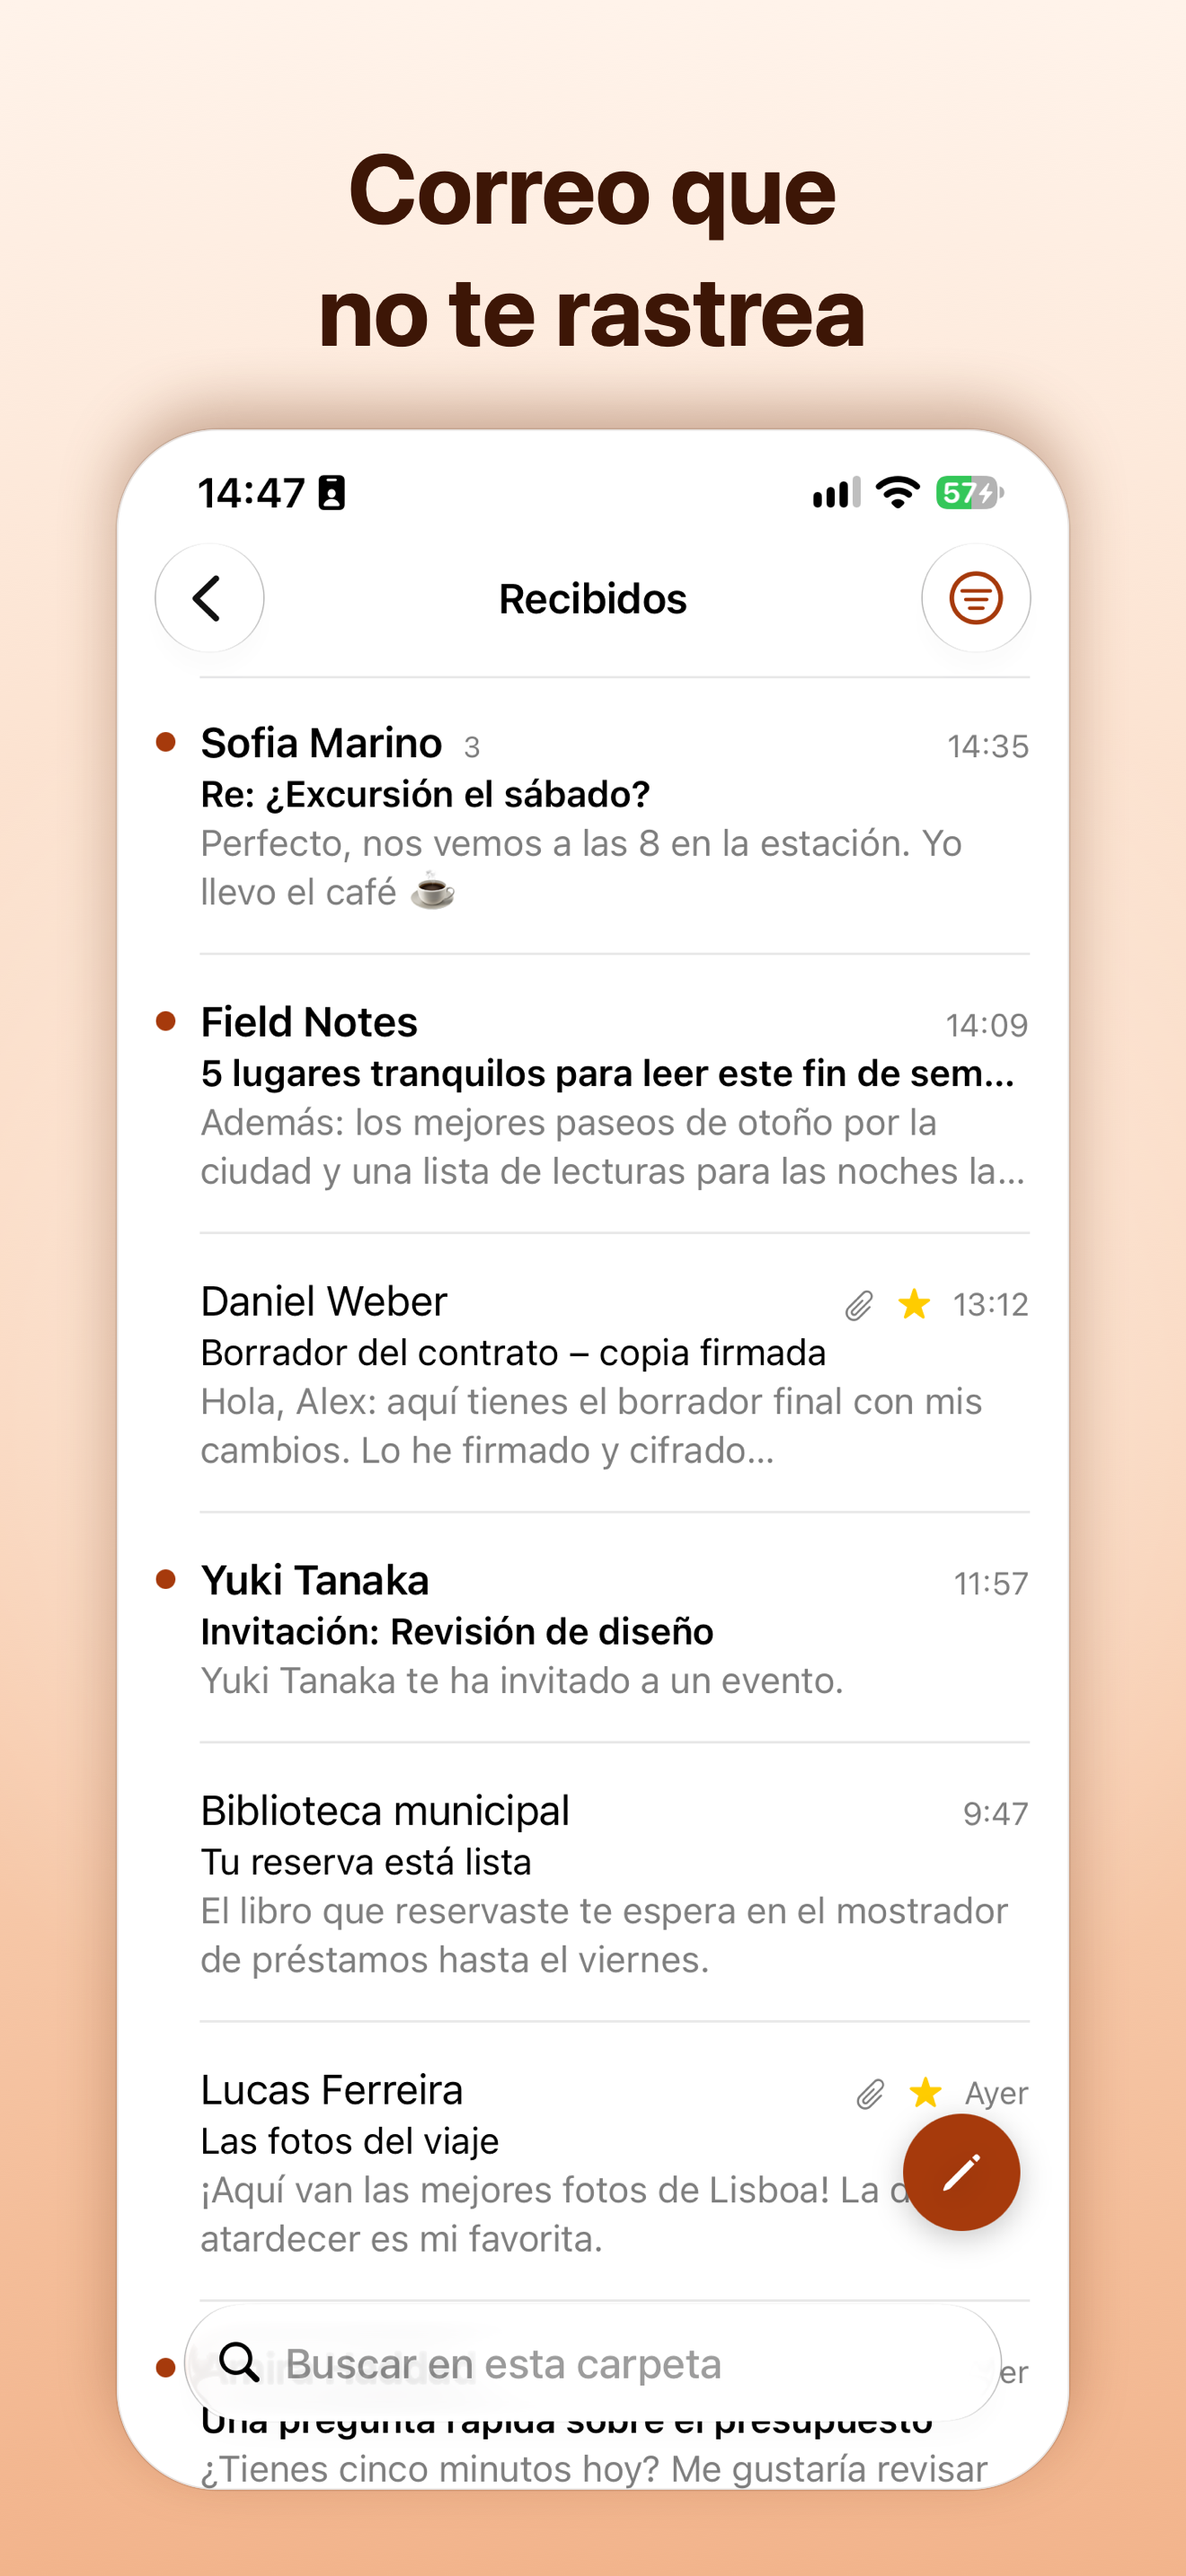 Correo que
no te rastrea
14:47
57
Recibidos
Sofia Marino 3 14:35
Re: ¿Excursión el sábado?
Perfecto, nos vemos a las 8 en la estación. Yo
llevo el café
Field Notes 14:09
5 lugares tranquilos para leer este fin de sem...
Además: los mejores paseos de otoño por la
ciudad y una lista de lecturas para las noches la...
Daniel Weber 13:12
Borrador del contrato – copia firmada
Hola, Alex: aquí tienes el borrador final con mis
cambios. Lo he firmado y cifrado...
Yuki Tanaka 11:57
Invitación: Revisión de diseño
Yuki Tanaka te ha invitado a un evento.
Biblioteca municipal 9:47
Tu reserva está lista
El libro que reservaste te espera en el mostrador
de préstamos hasta el viernes.
Lucas Ferreira Ayer
Las fotos del viaje
¡Aquí van las mejores fotos de Lisboa! La
atardecer es mi favorita.
Buscar en esta carpeta
Una pregunta rápida sobre el presupuesto
¿Tienes cinco minutos hoy? Me gustaría revisar